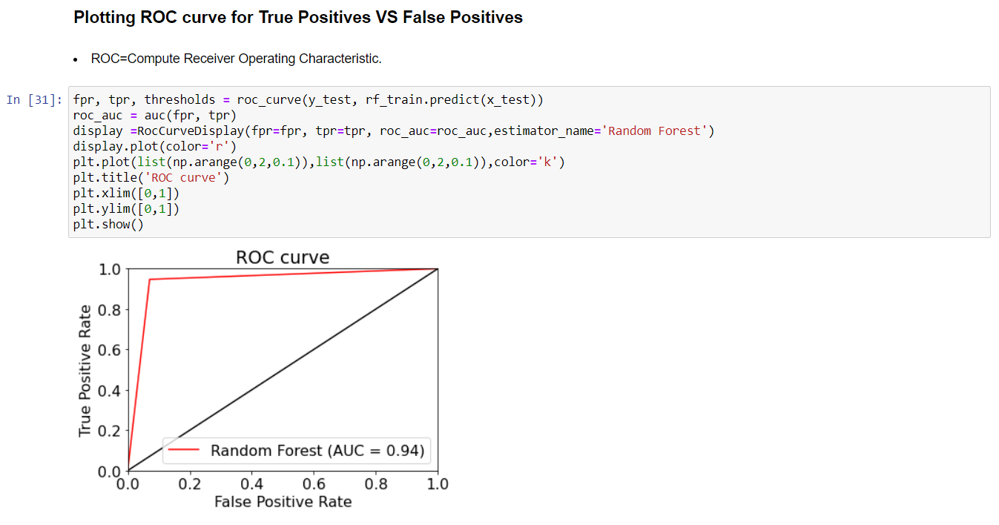 Plotting ROC curve for True Positives VS False Positives
• ROC=Compute Receiver Operating Characteristic.
In [31]:
fpr, tpr, thresholds = roc_curve(y_test, rf_train.predict(x_test))
roc_auc = auc(fpr, tpr)
display =RocCurveDisplay(fpr=fpr, tpr=tpr, roc_auc=roc_auc,estimator_name='Random Forest')
display.plot(color='r')
plt.plot(list(np.arange(0,2,0.1)),list(np.arange(0,2,0.1)),color='k')
plt.title('ROC curve')
plt.xlim([0,1])
plt.ylim([0,1])
plt.show()
ROC curve
True Positive Rate
1.0
0.8
0.6
0.4
0.2
0.0
Random Forest (AUC = 0.94)
0.0 0.2 0.4 0.6 0.8 1.0
False Positive Rate